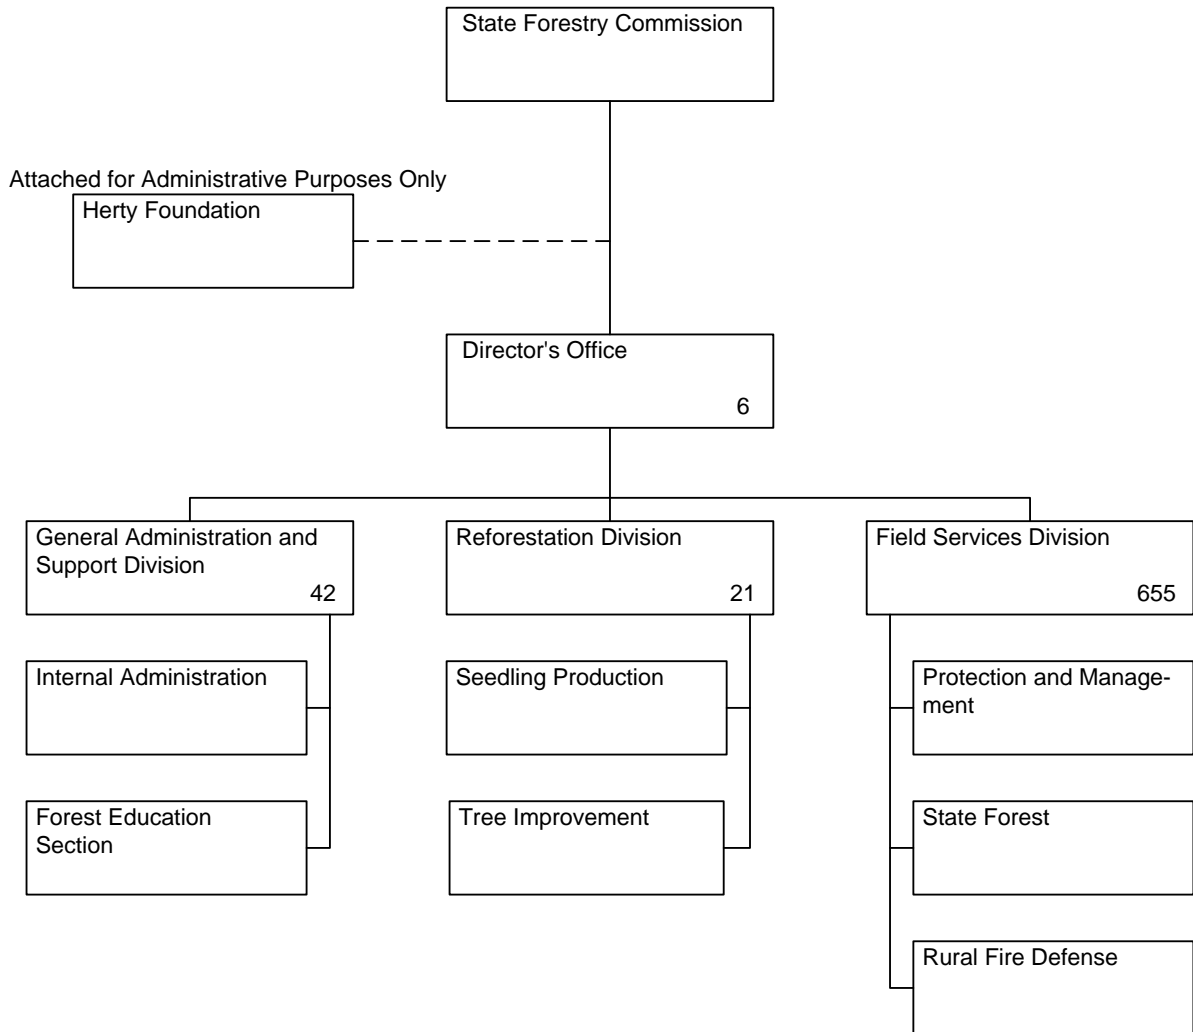 State Forestry Commission
Attached for Administrative Purposes Only
Herty Foundation
Director's Office
6
General Administration and
Support Division
42
Reforestation Division
21
Field Services Division
655
Internal Administration
Seedling Production
Protection and Manage-
ment
Forest Education
Section
Tree Improvement
State Forest
Rural Fire Defense